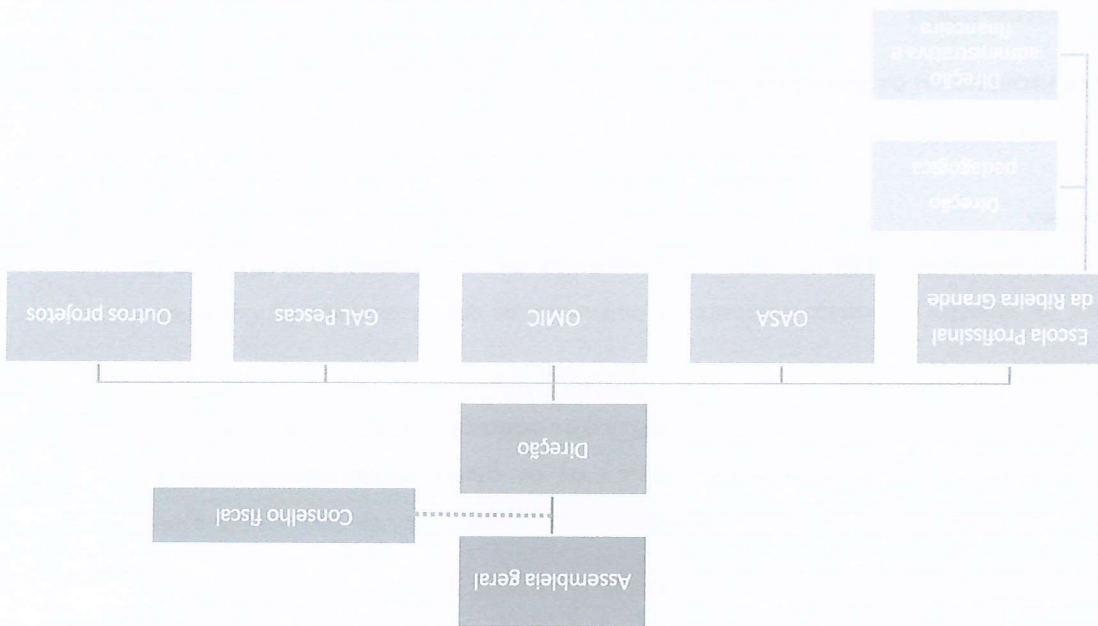 Assembleia geral
Conselho fiscal
Direção
Escola Profissinal
da Ribeira Grande
OASA
OMIC
GAL Pescas
Outros projetos
Direção
pedagógica
Direção
administrativa e
financeira